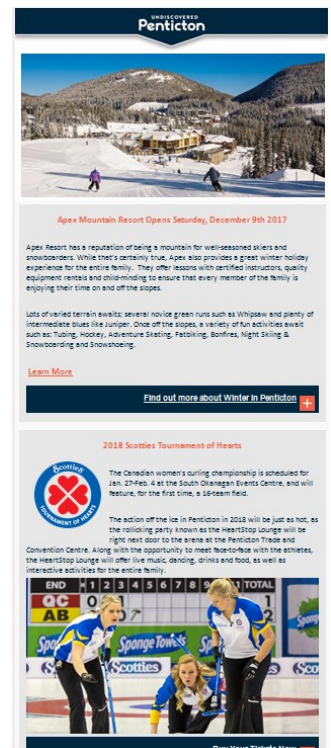 UNDISCOVERED
Penticton
Apex Mountain Resort Opens Saturday, December 9th 2017
Apex Resort has a reputation of being a mountain for well-seasoned skiers and
snowboarders. While that's certainly true, Apex also provides a great winter holiday
experience for the entire family. They offer lessons with certified instructors, quality
equipment rentals and child-minding to ensure that every member of the family is
enjoying their time on and off the slopes.
Lots of varied terrain awaits; several novice green runs such as Whipsaw and plenty of
intermediate blues like Juniper. Once off the slopes, a variety of fun activities await
such as: Tubing, Hockey, Adventure Skating, Fatbiking, Bonfires, Night Skiing &
Snowboarding and Snowshoeing.
Learn More
Find out more about Winter in Penticton
2018 Scotties Tournament of Hearts
Scotties
TOURNAMENT OF HEARTS
The Canadian women's curling championship is scheduled for
Jan. 27-Feb. 4 at the South Okanagan Events Centre, and will
feature, for the first time, a 16-team field.
The action off the ice in Penticton in 2018 will be just as hot, as
the rollicking party known as the HeartStop Lounge will be
right next door to the arena at the Penticton Trade and
Convention Centre. Along with the opportunity to meet face-to-face with the athletes,
the HeartStop Lounge will offer live music, dancing, drinks and food, as well as
interactive activities for the entire family.
END 1 2 3 4 5 6 7 8 9 TOTAL
QC 0
AB
Sponge Towels
Scotties
Buy Your Tickets Now